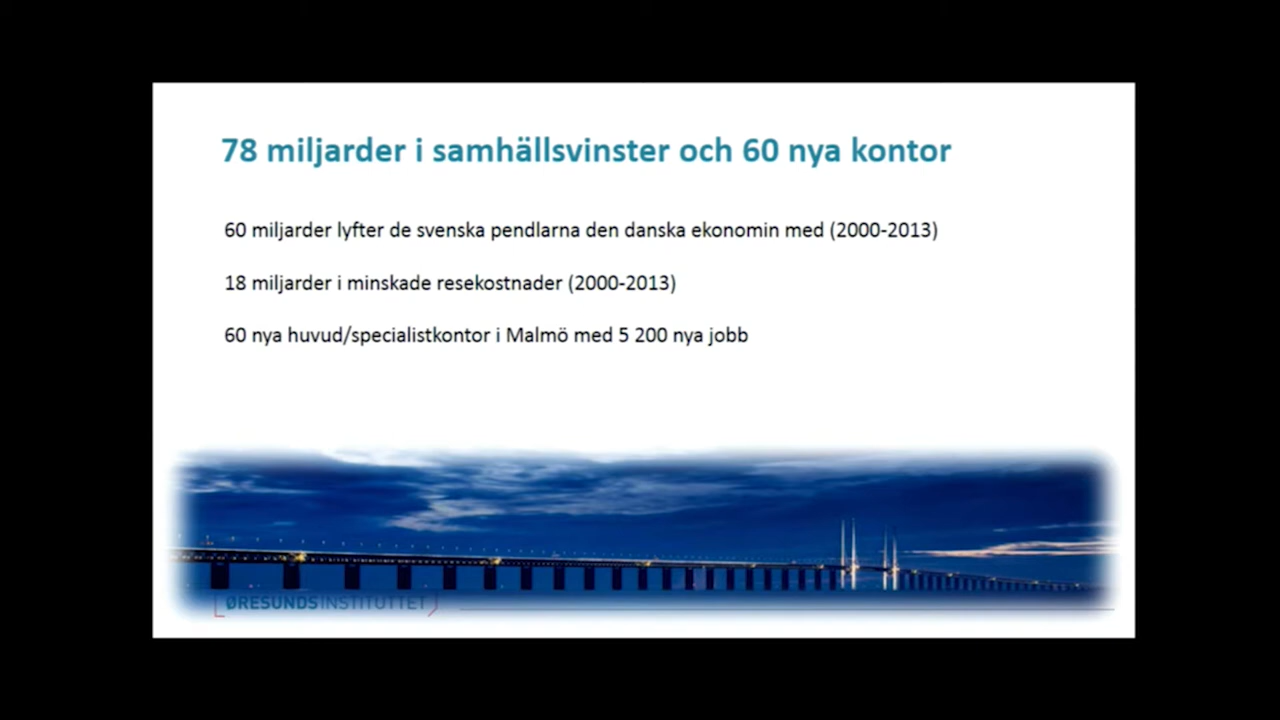 78 miljarder i samhällsvinster och 60 nya kontor
60 miljarder lyfter de svenska pendlarna den danska ekonomin med (2000-2013)
18 miljarder i minskade resekostnader (2000-2013)
60 nya huvud/specialistkontor i Malmö med 5 200 nya jobb
ØRESUNDSINSTITUTTET